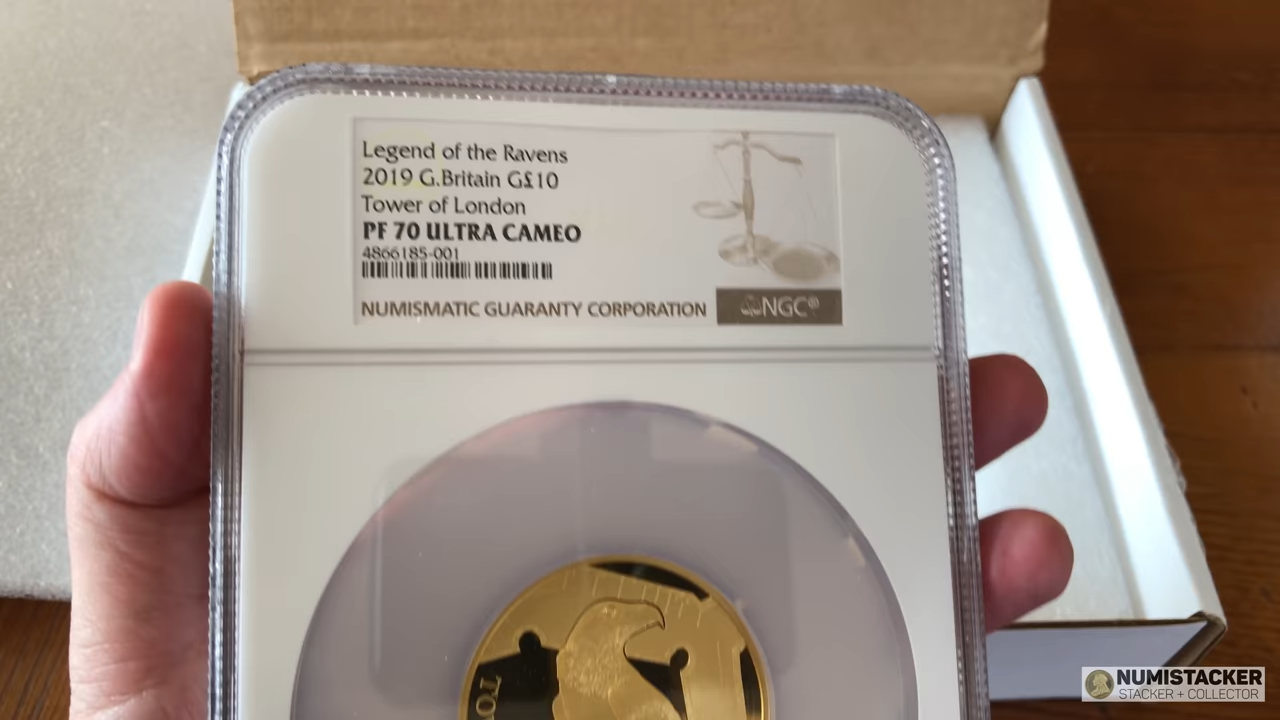 Legend of the Ravens
2019 G.Britain G£10
Tower of London
PF 70 ULTRA CAMEO
4866185-001
NUMISMATIC GUARANTY CORPORATION
NGC®
TO
NUMISTACKER
STACKER + COLLECTOR